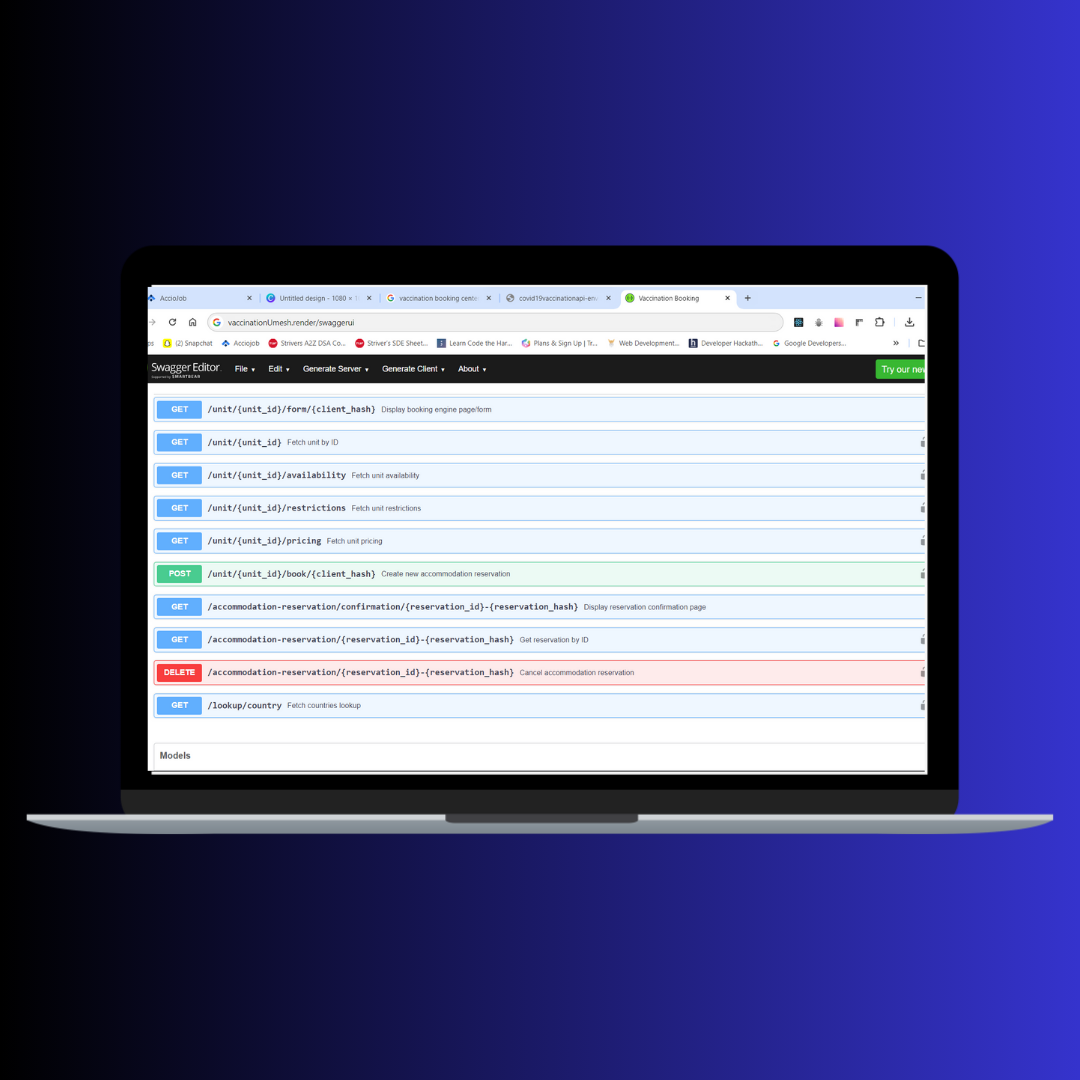 AccioJob
Untitled design - 1080 ×
vaccination booking cente
covid19vaccinationapi-env
Vaccination Booking
vaccinationUmesh.render/swaggerui
(2) Snapchat
Acciojob
Strivers A2Z DSA Co...
Striver's SDE Sheet...
Learn Code the Har...
Plans & Sign Up | Tr...
Web Development...
Developer Hackath...
Google Developers...
»
Swagger Editor
Supported by SMARTBEAR
File
Edit
Generate Server
Generate Client
About
Try our new
GET /unit/{unit_id}/form/{client_hash} Display booking engine page/form
GET /unit/{unit_id} Fetch unit by ID
GET /unit/{unit_id}/availability Fetch unit availability
GET /unit/{unit_id}/restrictions Fetch unit restrictions
GET /unit/{unit_id}/pricing Fetch unit pricing
POST /unit/{unit_id}/book/{client_hash} Create new accommodation reservation
GET /accommodation-reservation/confirmation/{reservation_id}-{reservation_hash} Display reservation confirmation page
GET /accommodation-reservation/{reservation_id}-{reservation_hash} Get reservation by ID
DELETE /accommodation-reservation/{reservation_id}-{reservation_hash} Cancel accommodation reservation
GET /lookup/country Fetch countries lookup
Models